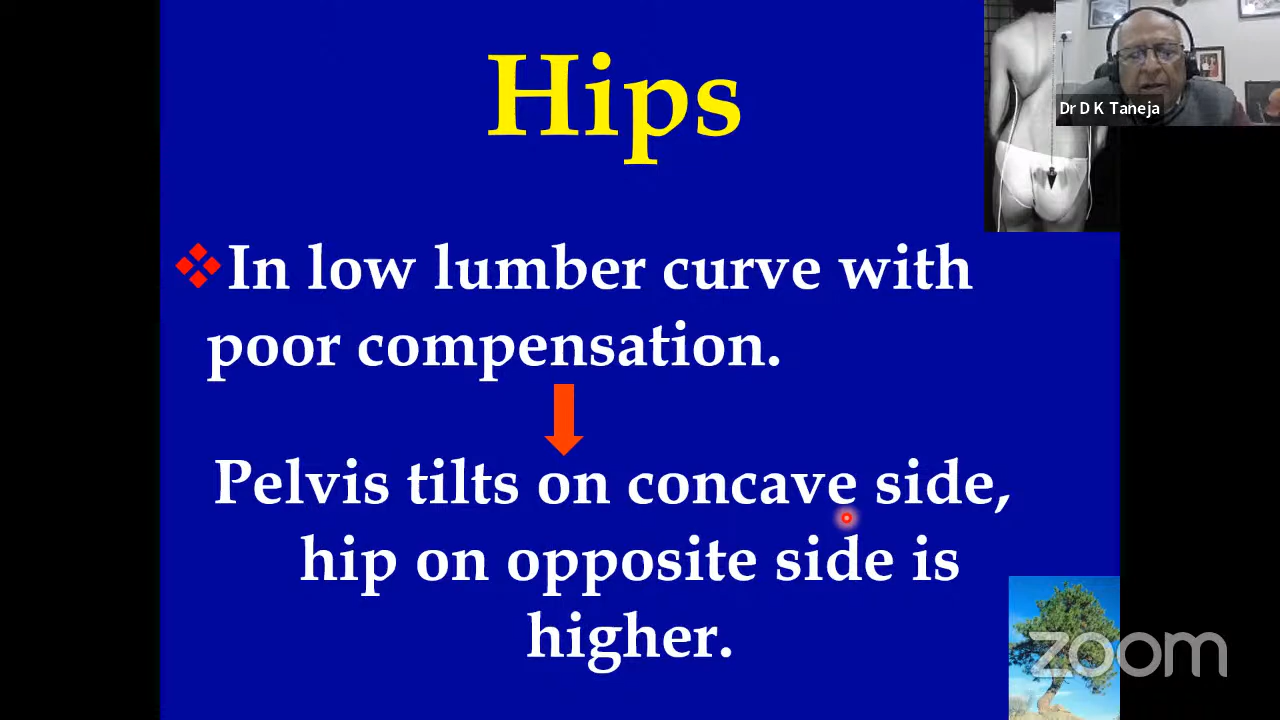 Hips
Dr D K Taneja
In low lumber curve with
poor compensation.
Pelvis tilts on concave side,
hip on opposite side is
higher.
zoom